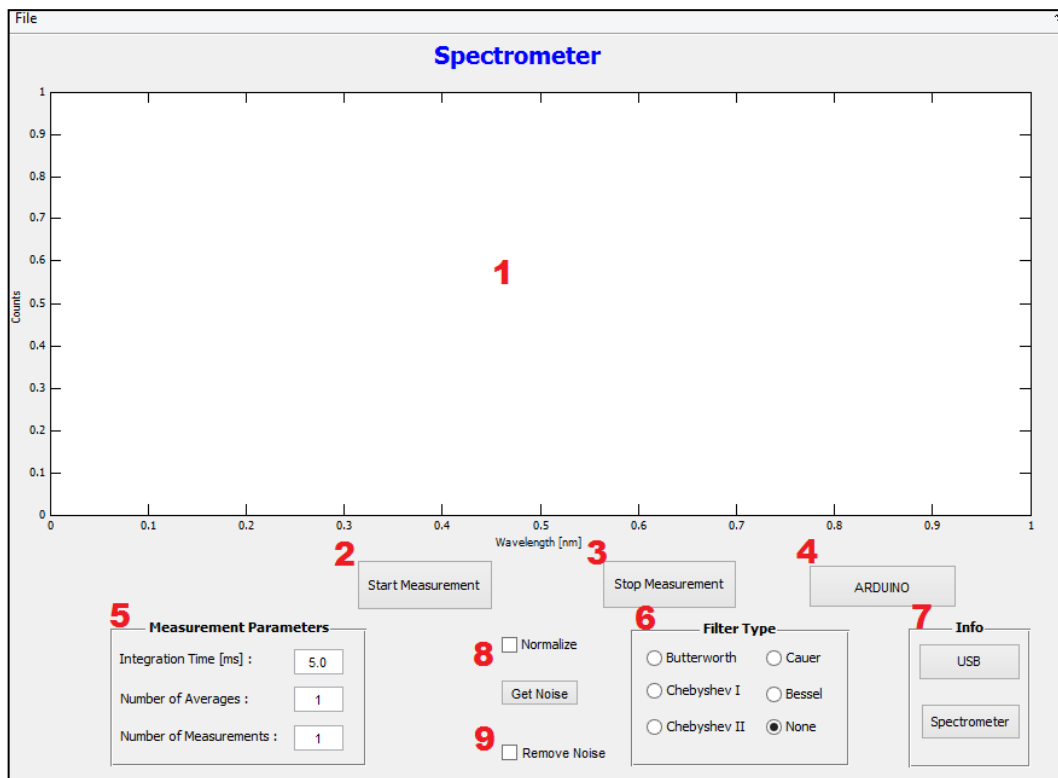 File ?
Spectrometer
1
0.9
0.8
0.7
0.6
0.5
0.4
0.3
0.2
0.1
0
Counts
1
0 0.1 0.2 0.3 0.4 0.5 0.6 0.7 0.8 0.9 1
Wavelength [nm]
2 Start Measurement
3 Stop Measurement
4 ARDUINO
5 Measurement Parameters
Integration Time [ms] : 5.0
Number of Averages : 1
Number of Measurements : 1
8 Normalize
Get Noise
9 Remove Noise
6 Filter Type
Butterworth Cauer
Chebyshev I Bessel
Chebyshev II None
7 Info
USB
Spectrometer